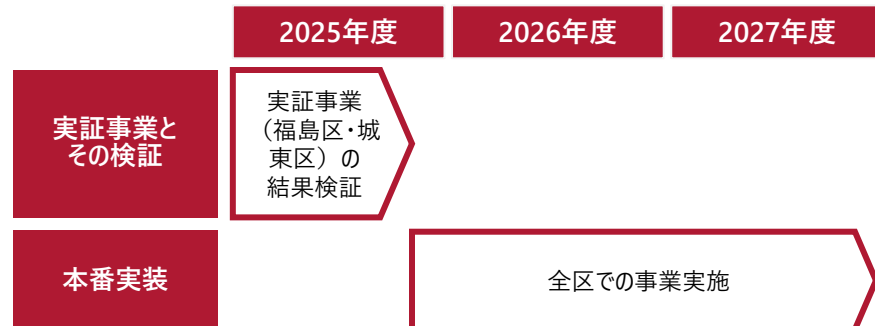 2025年度
2026年度
2027年度
実証事業と
その検証
実証事業
（福島区・城
東区）の
結果検証
本番実装
全区での事業実施